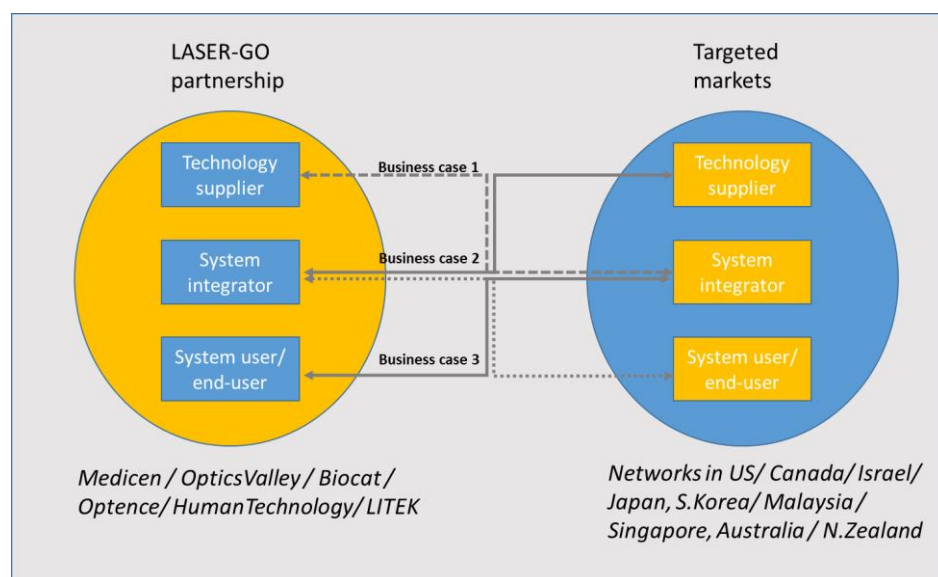 LASER-GO
partnership
Technology
supplier
System
integrator
System user/
end-user
Business case 1
Business case 2
Business case 3
Targeted
markets
Technology
supplier
System
integrator
System user/
end-user
Medicen / OpticsValley / Biocat /
Optence/ HumanTechnology/ LITEK
Networks in US/ Canada/ Israel/
Japan, S.Korea/ Malaysia /
Singapore, Australia / N.Zealand